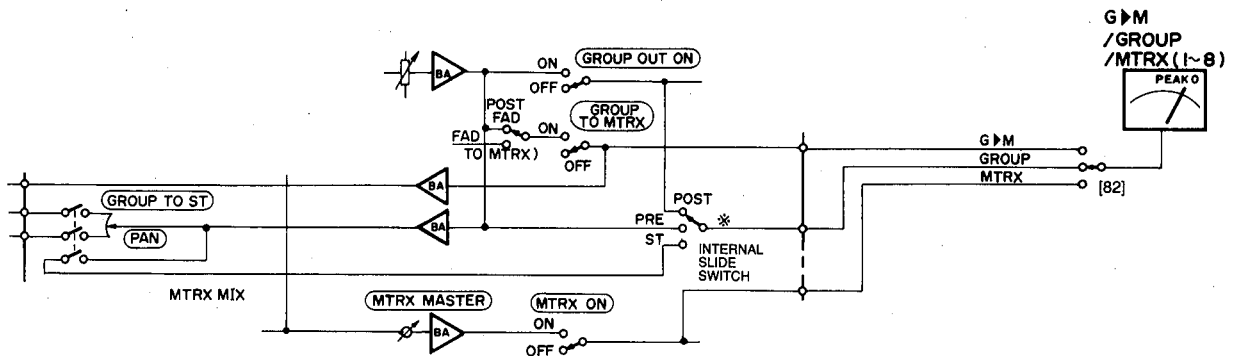 G▶M
/GROUP
/MTRX(1~8)
PEAK 0
BA
ON
GROUP OUT ON
OFF
POST
FAD
ON
GROUP
TO MTRX
FAD
TO MTRX)
OFF
G▶M
GROUP
MTRX
[82]
BA
GROUP TO ST
BA
POST
PRE
※
PAN
ST
INTERNAL
SLIDE
SWITCH
MTRX MIX
MTRX MASTER
MTRX ON
BA
ON
OFF